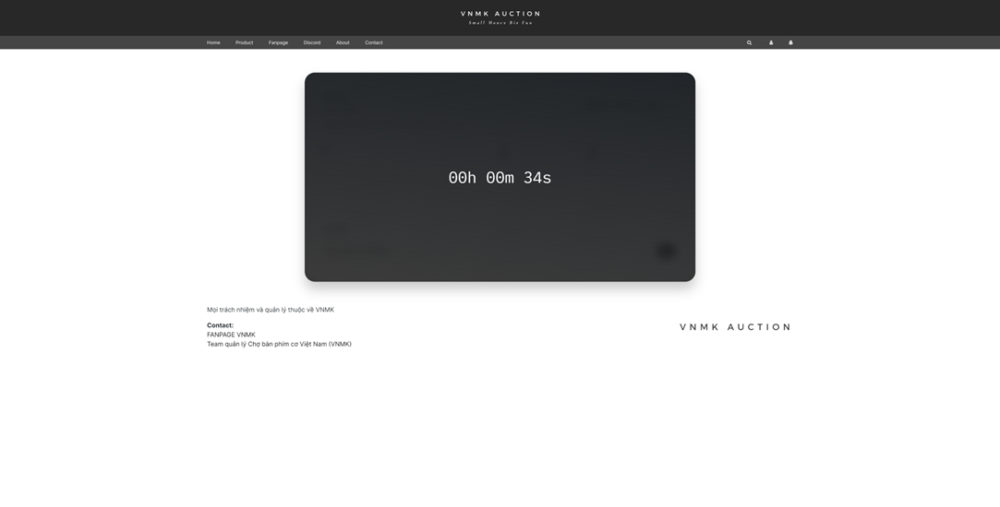 VNMK AUCTION
Small Money Big Fun
Home Product Fanpage Discord About Contact
00h 00m 34s
Mọi trách nhiệm và quản lý thuộc về VNMK
Contact:
FANPAGE VNMK
Team quản lý Chợ bàn phím cơ Việt Nam (VNMK)
VNMK AUCTION